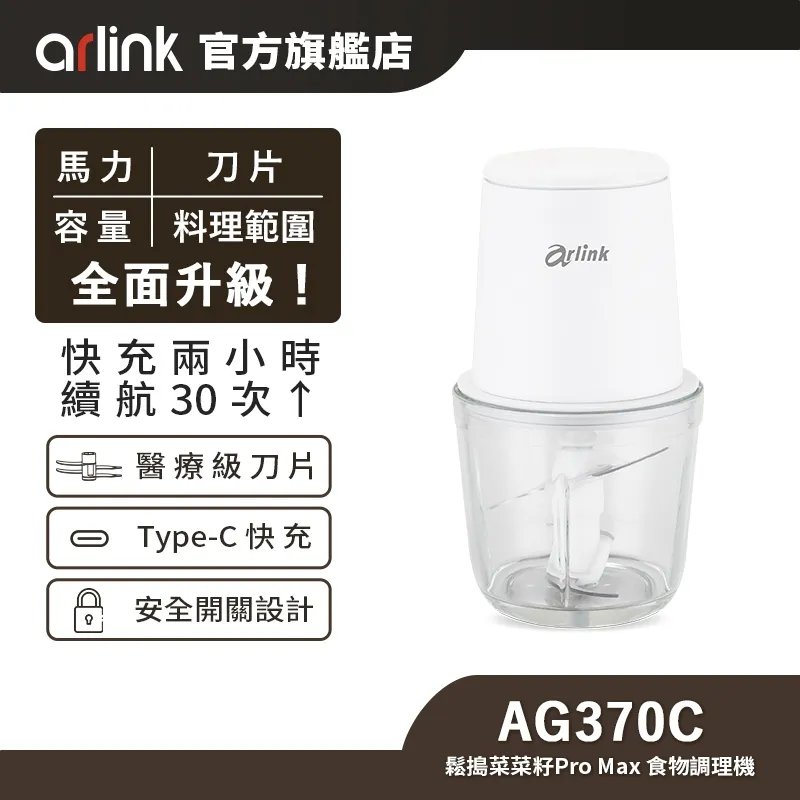 arlink 官方旗艦店
馬力 刀片
容量 料理範圍
全面升級！
快充兩小時
續航30次↑
醫療級刀片
Type-C 快充
安全開關設計
Arlink
AG370C
鬆搗菜菜籽Pro Max 食物調理機